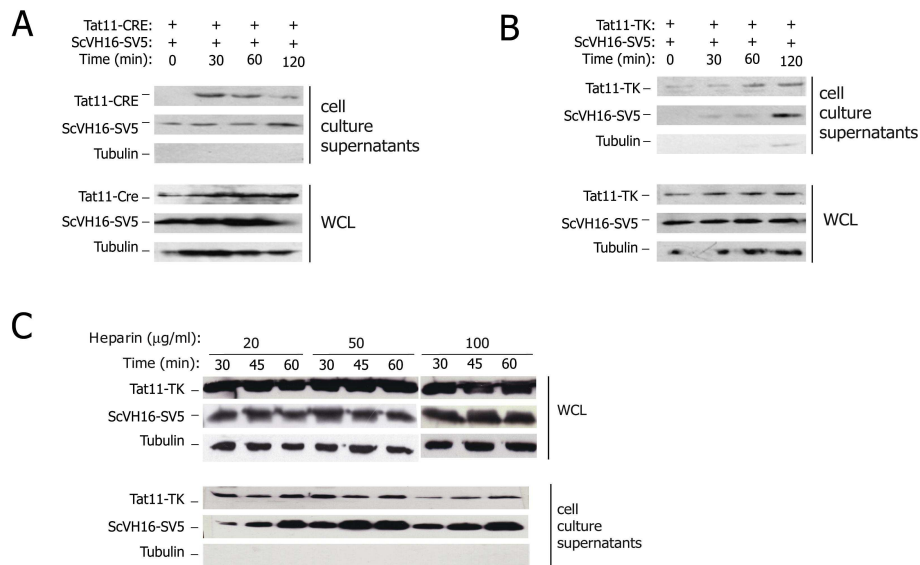 A
Tat11-CRE: + + + +
ScVH16-SV5: + + + +
Time (min): 0 30 60 120
Tat11-CRE
ScVH16-SV5
Tubulin
cell
culture
supernatants
Tat11-Cre
ScVH16-SV5
Tubulin
WCL
B
Tat11-TK: + + + +
ScVH16-SV5: + + + +
Time (min): 0 30 60 120
Tat11-TK
ScVH16-SV5
Tubulin
cell
culture
supernatants
Tat11-TK
ScVH16-SV5
Tubulin
WCL
C
Heparin (μg/ml): 20 50 100
Time (min): 30 45 60 30 45 60 30 45 60
Tat11-TK
ScVH16-SV5
Tubulin
WCL
Tat11-TK
ScVH16-SV5
Tubulin
cell
culture
supernatants